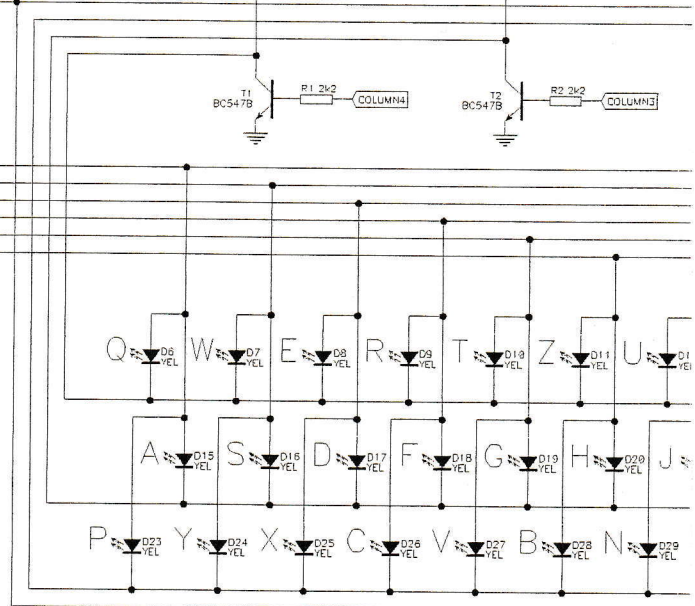 T1
BC547B
R1 2k2
COLUMN4
T2
BC547B
R2 2k2
COLUMN3
Q D6 YEL
W D7 YEL
E D8 YEL
R D9 YEL
T D10 YEL
Z D11 YEL
U
YEL
A D15 YEL
S D16 YEL
D D17 YEL
F D18 YEL
G D19 YEL
H D20 YEL
J
P D23 YEL
Y D24 YEL
X D25 YEL
C D26 YEL
V D27 YEL
B D28 YEL
N D29 YEL